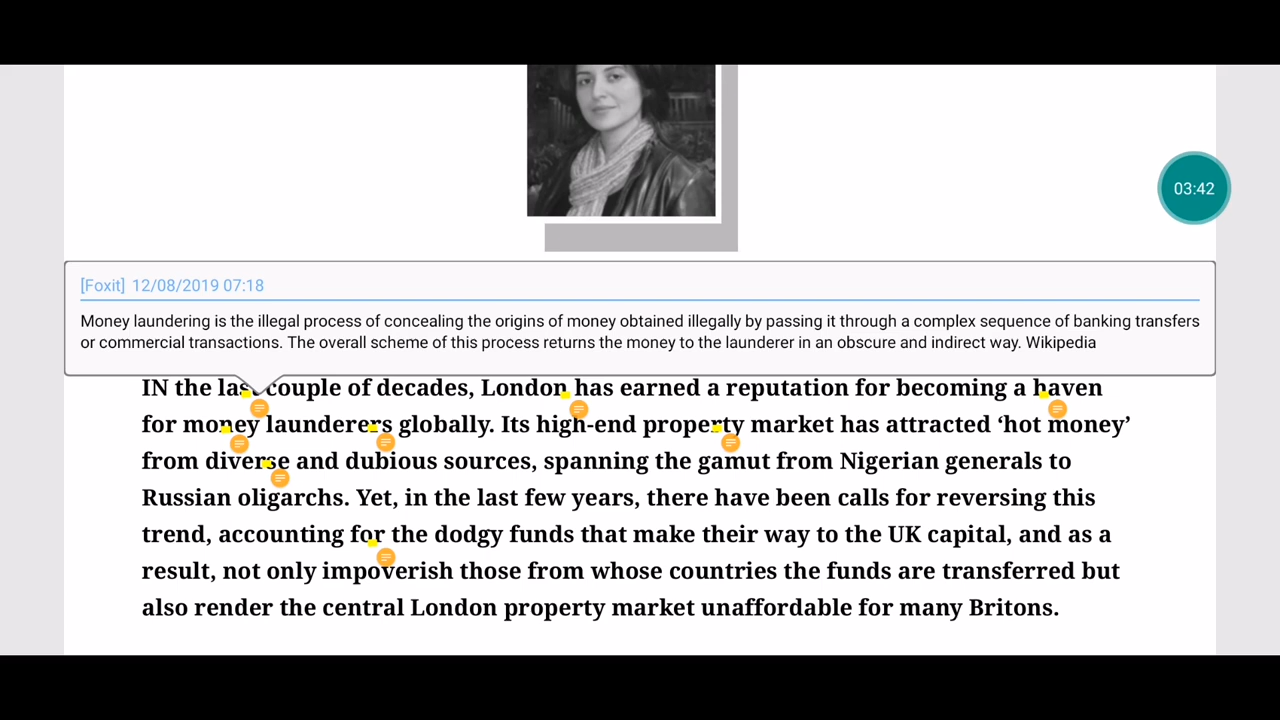 03:42
[Foxit] 12/08/2019 07:18
Money laundering is the illegal process of concealing the origins of money obtained illegally by passing it through a complex sequence of banking transfers
or commercial transactions. The overall scheme of this process returns the money to the launderer in an obscure and indirect way. Wikipedia
IN the last couple of decades, London has earned a reputation for becoming a haven
for money launderers globally. Its high-end property market has attracted ‘hot money’
from diverse and dubious sources, spanning the gamut from Nigerian generals to
Russian oligarchs. Yet, in the last few years, there have been calls for reversing this
trend, accounting for the dodgy funds that make their way to the UK capital, and as a
result, not only impoverish those from whose countries the funds are transferred but
also render the central London property market unaffordable for many Britons.